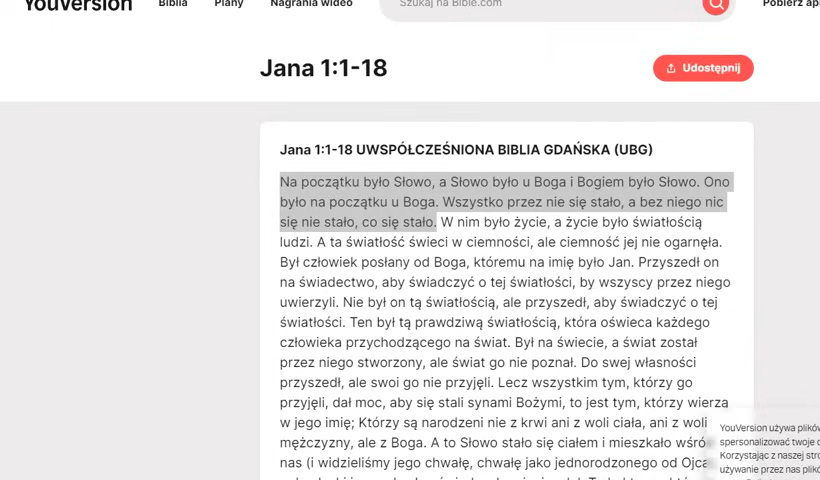 YouVersion Biblia Plany Nagrania wideo Szukaj na Bible.com Pobierz
Jana 1:1-18 Udostępnij
Jana 1:1-18 UWSPÓŁCZEŚNIONA BIBLIA GDAŃSKA (UBG)
Na początku było Słowo, a Słowo było u Boga i Bogiem było Słowo. Ono
było na początku u Boga. Wszystko przez nie się stało, a bez niego nic
się nie stało, co się stało. W nim było życie, a życie było światłością
ludzi. A ta światłość świeci w ciemności, ale ciemność jej nie ogarnęła.
Był człowiek posłany od Boga, któremu na imię było Jan. Przyszedł on
na świadectwo, aby świadczyć o tej światłości, by wszyscy przez niego
uwierzyli. Nie był on tą światłością, ale przyszedł, aby świadczyć o tej
światłości. Ten był tą prawdziwą światłością, która oświeca każdego
człowieka przychodzącego na świat. Był na świecie, a świat został
przez niego stworzony, ale świat go nie poznał. Do swej własności
przyszedł, ale swoi go nie przyjęli. Lecz wszystkim tym, którzy go
przyjęli, dał moc, aby się stali synami Bożymi, to jest tym, którzy wierzą
w jego imię; Którzy są narodzeni nie z krwi ani z woli ciała, ani z woli
mężczyzny, ale z Boga. A to Słowo stało się ciałem i mieszkało wśró
nas (i widzieliśmy jego chwałę, chwałę jako jednorodzonego od Ojca
YouVersion używa plików
spersonalizować twoje
Korzystając z naszej
używanie przez nas